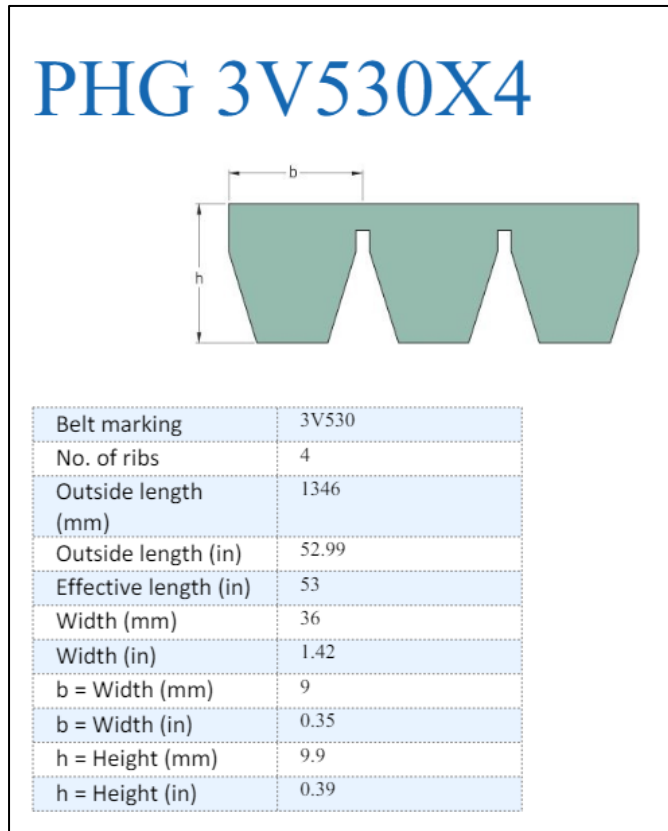 PHG 3V530X4
b
h
Belt marking 3V530
No. of ribs 4
Outside length 1346
(mm)
Outside length (in) 52.99
Effective length (in) 53
Width (mm) 36
Width (in) 1.42
b = Width (mm) 9
b = Width (in) 0.35
h = Height (mm) 9.9
h = Height (in) 0.39